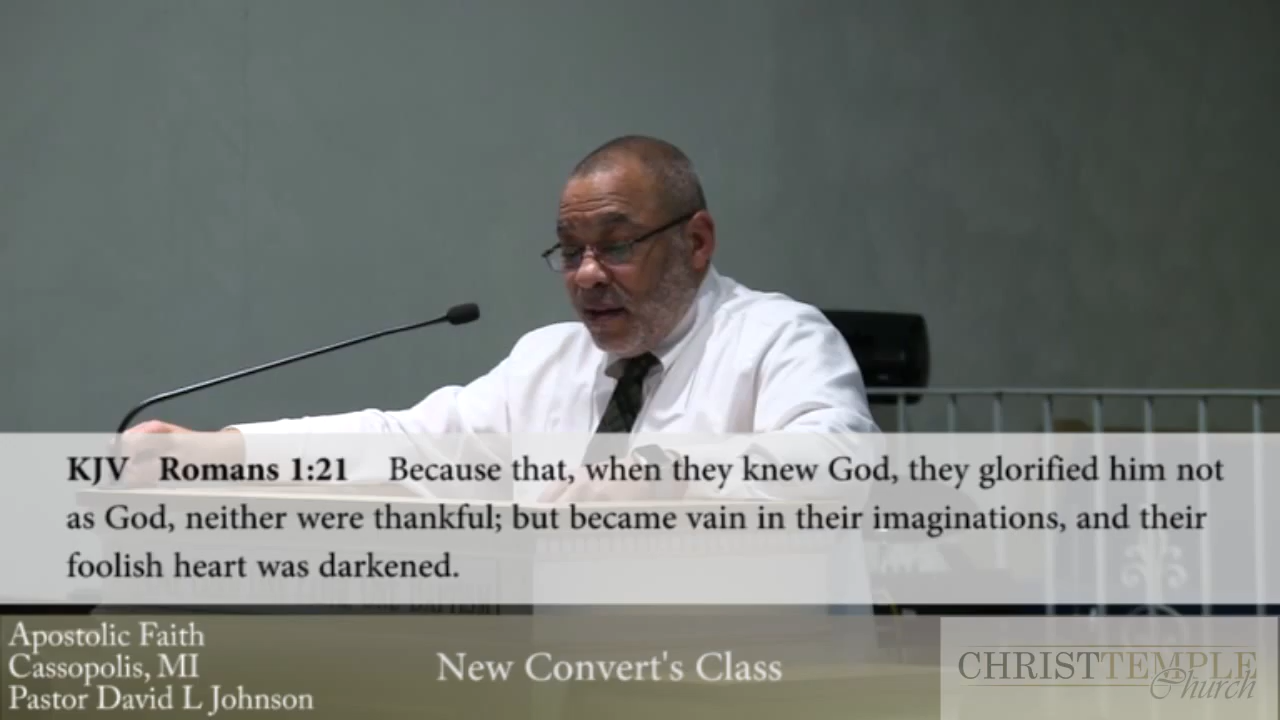 KJV Romans 1:21 Because that, when they knew God, they glorified him not
as God, neither were thankful; but became vain in their imaginations, and their
foolish heart was darkened.
Apostolic Faith
Cassopolis, MI
Pastor David L Johnson
New Convert's Class
CHRISTTEMPLE
Church